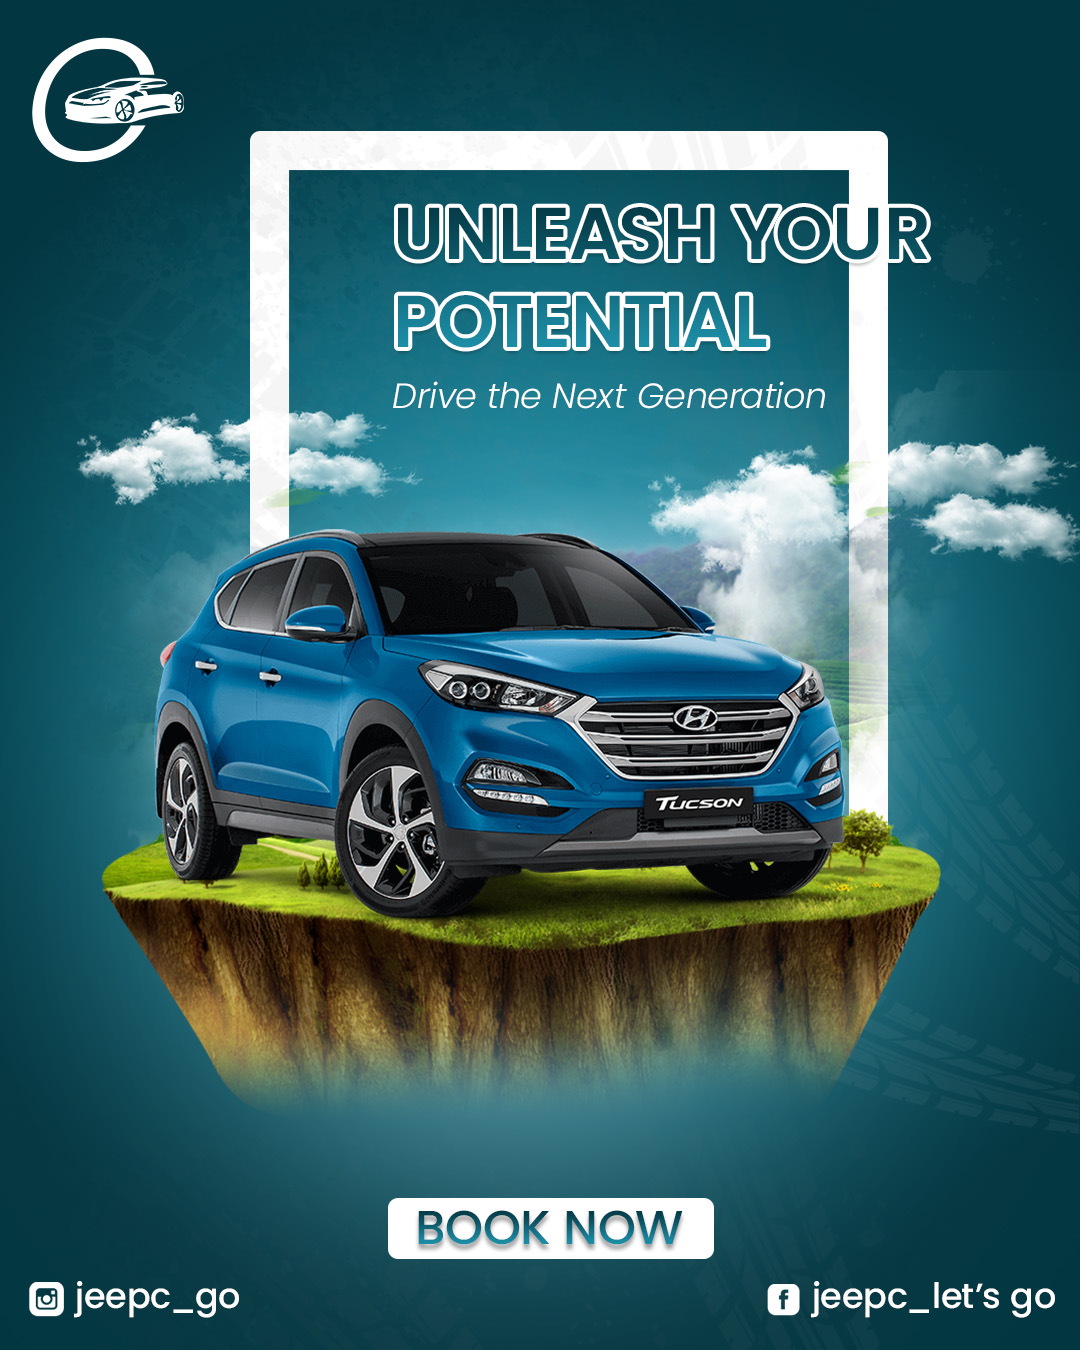 UNLEASH YOUR
POTENTIAL
Drive the Next Generation
TUCSON
BOOK NOW
jeepc_go
jeepc_let's go